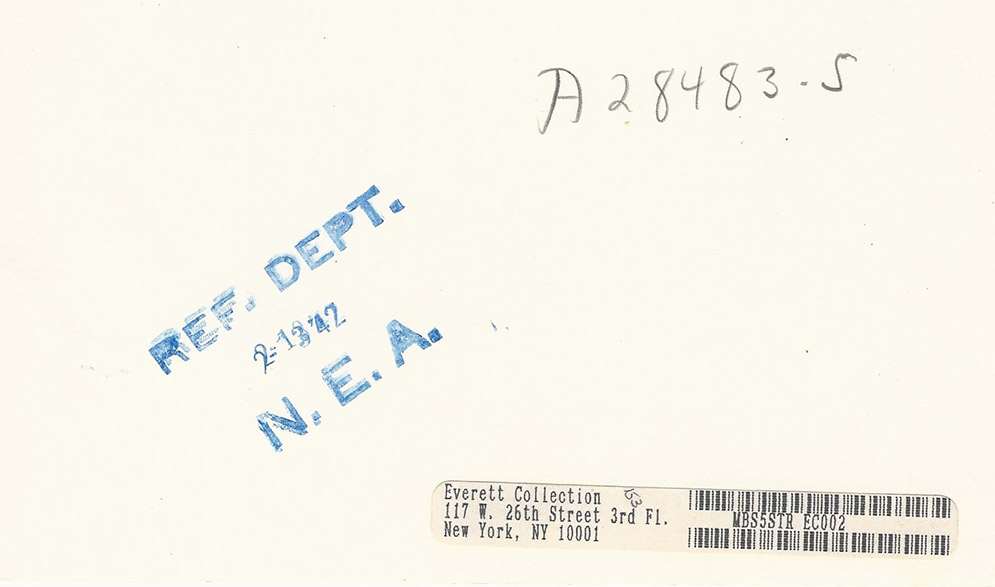 A28483-5
REF. DEPT.
2-13'42
N. E. A.
Everett Collection
117 W. 26th Street 3rd Fl.
New York, NY 10001
163
MBS5STR EC002